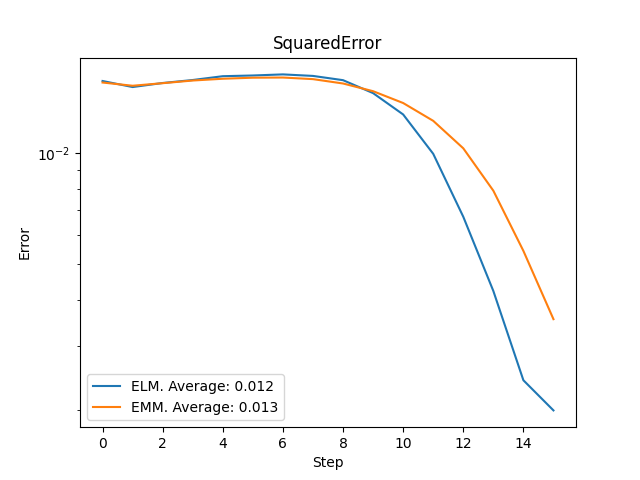 SquaredError
10⁻²
Error
ELM. Average: 0.012
EMM. Average: 0.013
0 2 4 6 8 10 12 14
Step